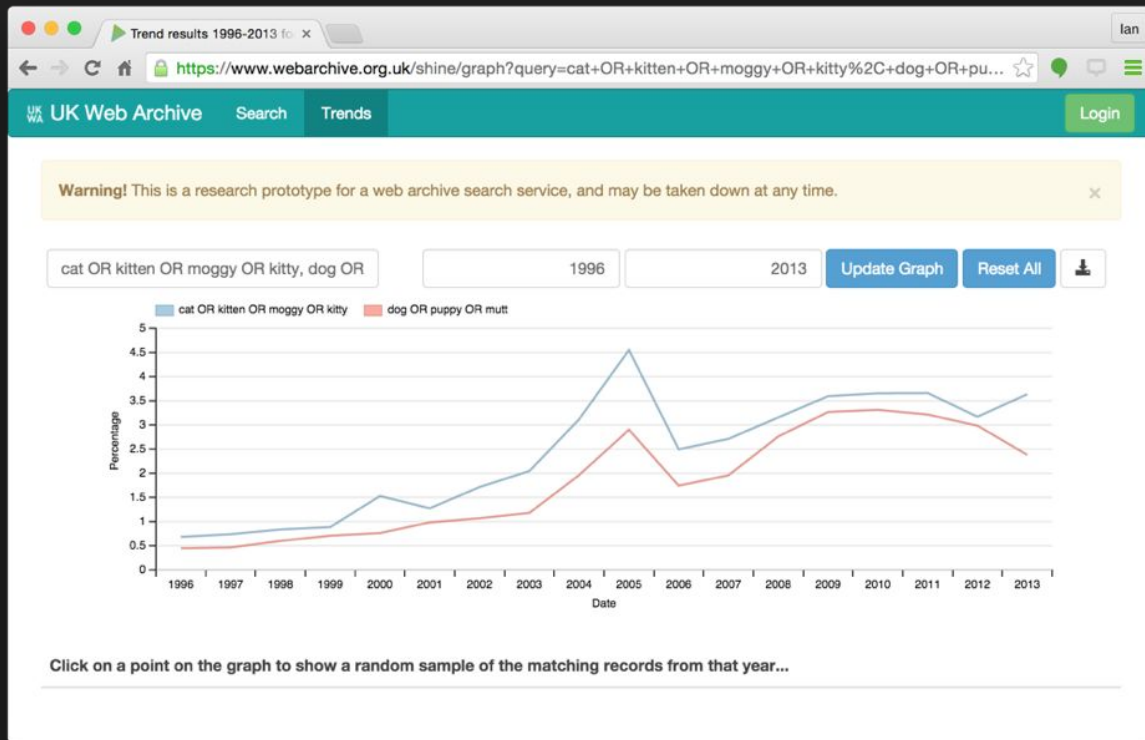 Trend results 1996-2013 fo
Ian
https://www.webarchive.org.uk/shine/graph?query=cat+OR+kitten+OR+moggy+OR+kitty%2C+dog+OR+pu...
UK WA UK Web Archive Search Trends Login
Warning! This is a research prototype for a web archive search service, and may be taken down at any time. ×
cat OR kitten OR moggy OR kitty, dog OR 1996 2013 Update Graph Reset All
cat OR kitten OR moggy OR kitty dog OR puppy OR mutt
5
4.5
4
3.5
3
2.5
2
1.5
1
0.5
0
Percentage
1996 1997 1998 1999 2000 2001 2002 2003 2004 2005 2006 2007 2008 2009 2010 2011 2012 2013
Date
Click on a point on the graph to show a random sample of the matching records from that year...